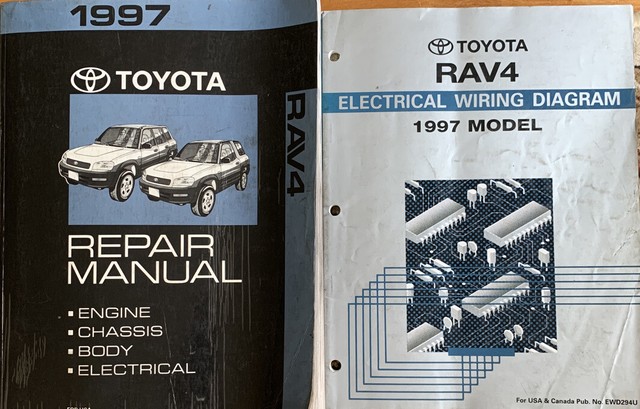 1997
TOYOTA
RAV4
REPAIR
MANUAL
▪ ENGINE
▪ CHASSIS
▪ BODY
▪ ELECTRICAL
TOYOTA
RAV4
ELECTRICAL WIRING DIAGRAM
1997 MODEL
For USA & Canada Pub. No. EWD294U